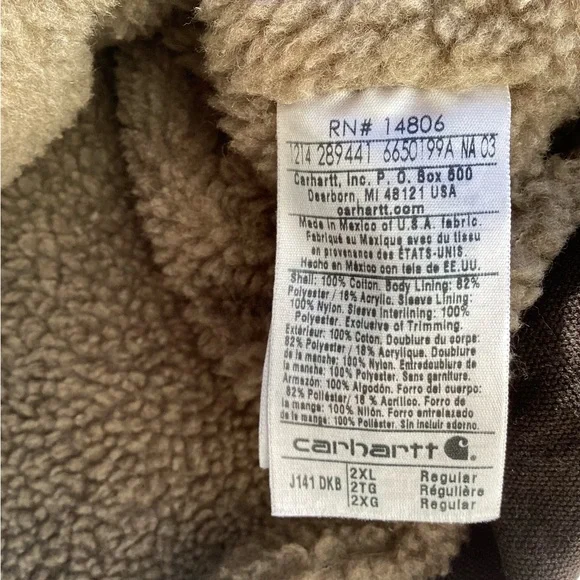 RN# 14806
1214 289441 6650199A NA 03
Carhartt, Inc. P. O. Box 600
Dearborn, MI 48121 USA
carhartt.com
Made in Mexico of U.S.A. fabric.
Fabriqué au Mexique avec du tissu
en provenance des ÉTATS-UNIS.
Hecho en México con tela de EE.UU.
Shell: 100% Cotton. Body Lining: 82%
Polyester/ 18% Acrylic. Sleeve Lining:
100% Nylon. Sleeve Interlining: 100%
Polyester. Exclusive of Trimming.
Extérieur: 100% Coton. Doublure du corps:
82% Polyester/ 18% Acrylique. Doublure
de la manche: 100% Nylon. Entredoublure de
la manche: 100% Polyester. Sans garniture.
Armazón: 100% Algodón. Forro del cuerpo:
82% Poliéster/ 18% Acrílico. Forro de
la manga: 100% Nilón. Forro entretelado
de la manga: 100% Poliéster. Sin incluir adorno.
carhartt
J141 DKB 2XL Regular
2TG Régulière
2XG Regular